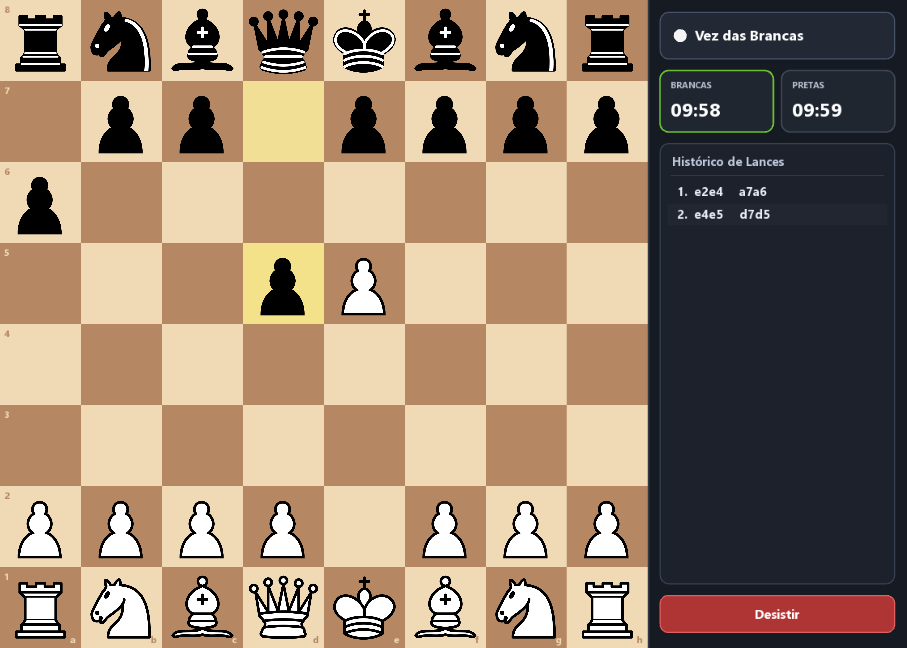 8
7
6
5
4
3
2
1
a b c d e f g h
Vez das Brancas
BRANCAS
09:58
PRETAS
09:59
Histórico de Lances
1. e2e4 a7a6
2. e4e5 d7d5
Desistir